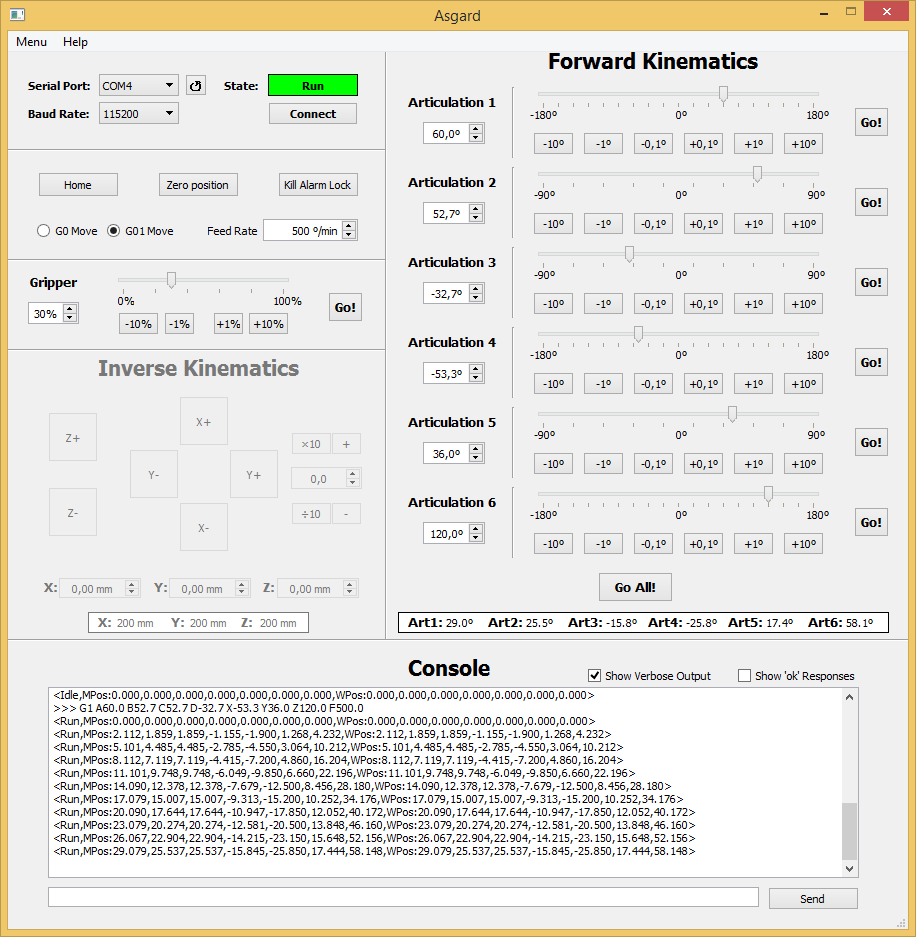 Asgard
Menu Help
Serial Port: COM4 State: Run
Baud Rate: 115200 Connect
Home Zero position Kill Alarm Lock
G0 Move G01 Move Feed Rate 500 º/min
Gripper
30%
0% 100%
-10% -1% +1% +10%
Go!
Inverse Kinematics
Z+
Z-
X+
Y- Y+
X-
×10 +
0,0
÷10 -
X: 0,00 mm Y: 0,00 mm Z: 0,00 mm
X: 200 mm Y: 200 mm Z: 200 mm
Forward Kinematics
Articulation 1
60,0º
-180º 0º 180º
-10º -1º -0,1º +0,1º +1º +10º
Go!
Articulation 2
52,7º
-90º 0º 90º
-10º -1º -0,1º +0,1º +1º +10º
Go!
Articulation 3
-32,7º
-90º 0º 90º
-10º -1º -0,1º +0,1º +1º +10º
Go!
Articulation 4
-53,3º
-180º 0º 180º
-10º -1º -0,1º +0,1º +1º +10º
Go!
Articulation 5
36,0º
-90º 0º 90º
-10º -1º -0,1º +0,1º +1º +10º
Go!
Articulation 6
120,0º
-180º 0º 180º
-10º -1º -0,1º +0,1º +1º +10º
Go!
Go All!
Art1: 29.0º Art2: 25.5º Art3: -15.8º Art4: -25.8º Art5: 17.4º Art6: 58.1º
Console
Show Verbose Output Show 'ok' Responses
<Idle,MPos:0.000,0.000,0.000,0.000,0.000,0.000,0.000,WPos:0.000,0.000,0.000,0.000,0.000,0.000,0.000>
>>> G1 A60.0 B52.7 C52.7 D-32.7 X-53.3 Y36.0 Z120.0 F500.0
<Run,MPos:0.000,0.000,0.000,0.000,0.000,0.000,0.000,WPos:0.000,0.000,0.000,0.000,0.000,0.000,0.000>
<Run,MPos:2.112,1.859,1.859,-1.155,-1.900,1.268,4.232,WPos:2.112,1.859,1.859,-1.155,-1.900,1.268,4.232>
<Run,MPos:5.101,4.485,4.485,-2.785,-4.550,3.064,10.212,WPos:5.101,4.485,4.485,-2.785,-4.550,3.064,10.212>
<Run,MPos:8.112,7.119,7.119,-4.415,-7.200,4.860,16.204,WPos:8.112,7.119,7.119,-4.415,-7.200,4.860,16.204>
<Run,MPos:11.101,9.748,9.748,-6.049,-9.850,6.660,22.196,WPos:11.101,9.748,9.748,-6.049,-9.850,6.660,22.196>
<Run,MPos:14.090,12.378,12.378,-7.679,-12.500,8.456,28.180,WPos:14.090,12.378,12.378,-7.679,-12.500,8.456,28.180>
<Run,MPos:17.079,15.007,15.007,-9.313,-15.200,10.252,34.176,WPos:17.079,15.007,15.007,-9.313,-15.200,10.252,34.176>
<Run,MPos:20.090,17.644,17.644,-10.947,-17.850,12.052,40.172,WPos:20.090,17.644,17.644,-10.947,-17.850,12.052,40.172>
<Run,MPos:23.079,20.274,20.274,-12.581,-20.500,13.848,46.160,WPos:23.079,20.274,20.274,-12.581,-20.500,13.848,46.160>
<Run,MPos:26.067,22.904,22.904,-14.215,-23.150,15.648,52.156,WPos:26.067,22.904,22.904,-14.215,-23.150,15.648,52.156>
<Run,MPos:29.079,25.537,25.537,-15.845,-25.850,17.444,58.148,WPos:29.079,25.537,25.537,-15.845,-25.850,17.444,58.148>
Send